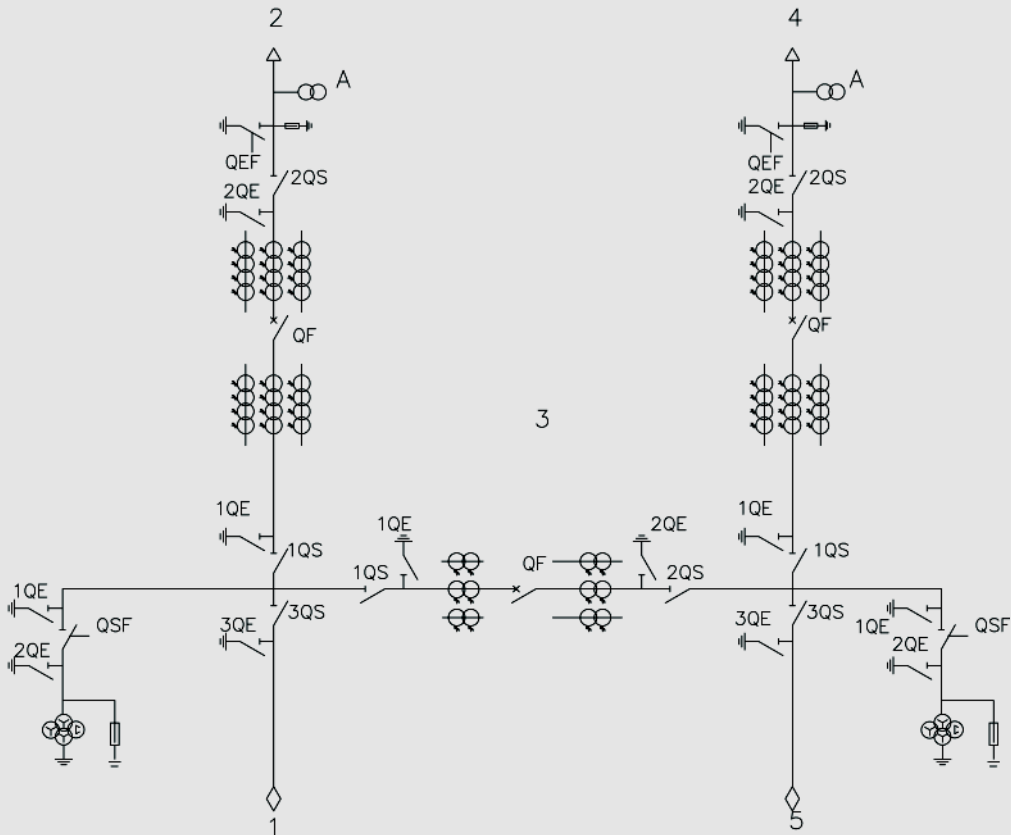 2 4
A A
QEF QEF
2QS 2QS
2QE 2QE
QF QF
3
1QE 1QE 2QE 1QE
1QS 1QS QF 2QS 1QS
1QE 3QS 3QS
QSF 3QE 3QE 1QE QSF
2QE 2QE
1 5